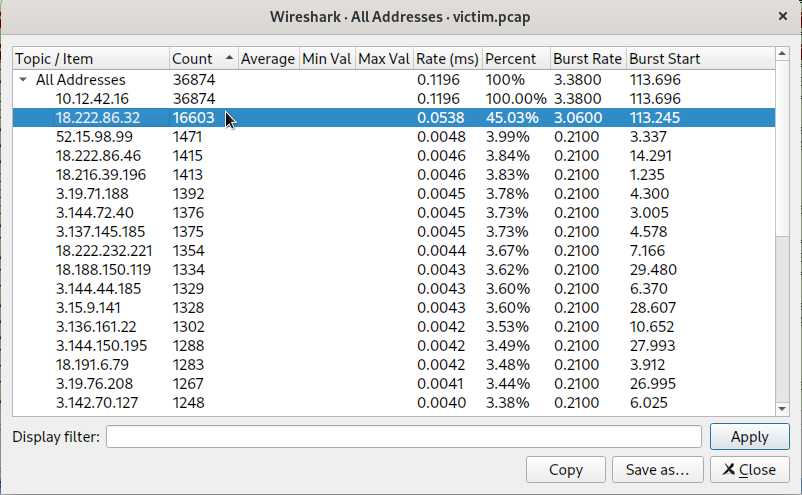 Wireshark · All Addresses · victim.pcap
Topic / Item Count Average Min Val Max Val Rate (ms) Percent Burst Rate Burst Start
All Addresses 36874 0.1196 100% 3.3800 113.696
10.12.42.16 36874 0.1196 100.00% 3.3800 113.696
18.222.86.32 16603 0.0538 45.03% 3.0600 113.245
52.15.98.99 1471 0.0048 3.99% 0.2100 3.337
18.222.86.46 1415 0.0046 3.84% 0.2100 14.291
18.216.39.196 1413 0.0046 3.83% 0.2100 1.235
3.19.71.188 1392 0.0045 3.78% 0.2100 4.300
3.144.72.40 1376 0.0045 3.73% 0.2100 3.005
3.137.145.185 1375 0.0045 3.73% 0.2100 4.578
18.222.232.221 1354 0.0044 3.67% 0.2100 7.166
18.188.150.119 1334 0.0043 3.62% 0.2100 29.480
3.144.44.185 1329 0.0043 3.60% 0.2100 6.370
3.15.9.141 1328 0.0043 3.60% 0.2100 28.607
3.136.161.22 1302 0.0042 3.53% 0.2100 10.652
3.144.150.195 1288 0.0042 3.49% 0.2100 27.993
18.191.6.79 1283 0.0042 3.48% 0.2100 3.912
3.19.76.208 1267 0.0041 3.44% 0.2100 26.995
3.142.70.127 1248 0.0040 3.38% 0.2100 6.025
Display filter: Apply
Copy Save as… Close